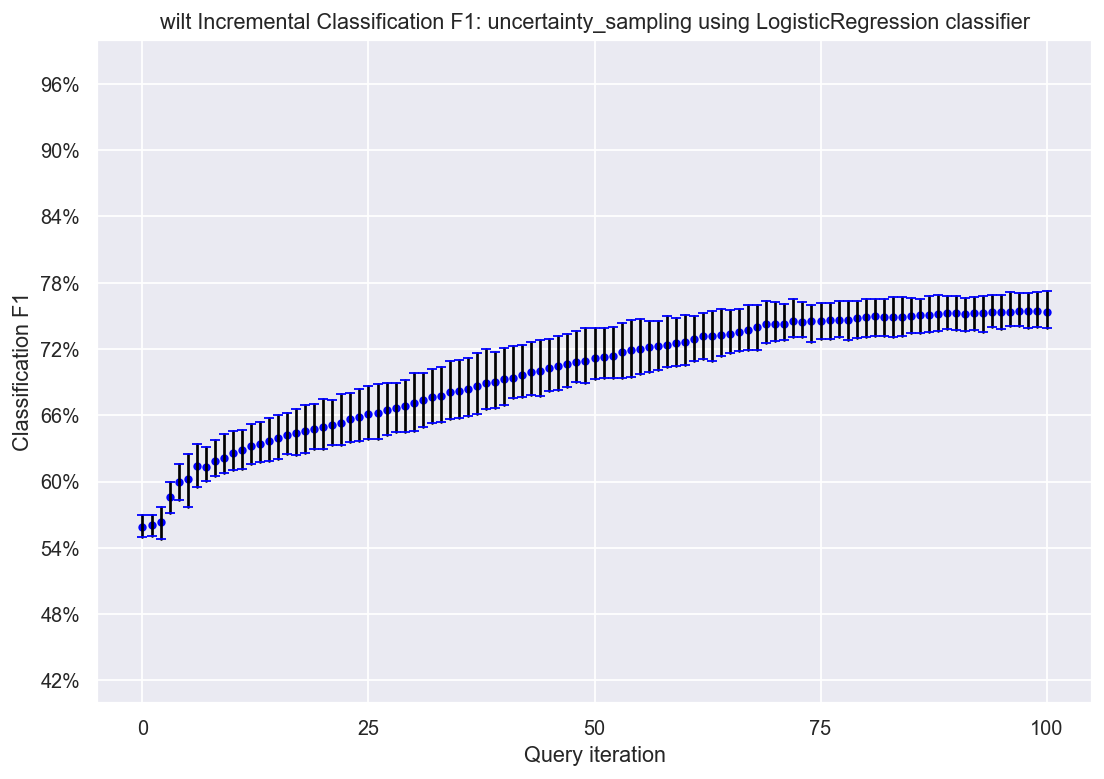 wilt Incremental Classification F1: uncertainty_sampling using LogisticRegression classifier
96%
90%
84%
78%
72%
66%
60%
54%
48%
42%
Classification F1
0 25 50 75 100
Query iteration